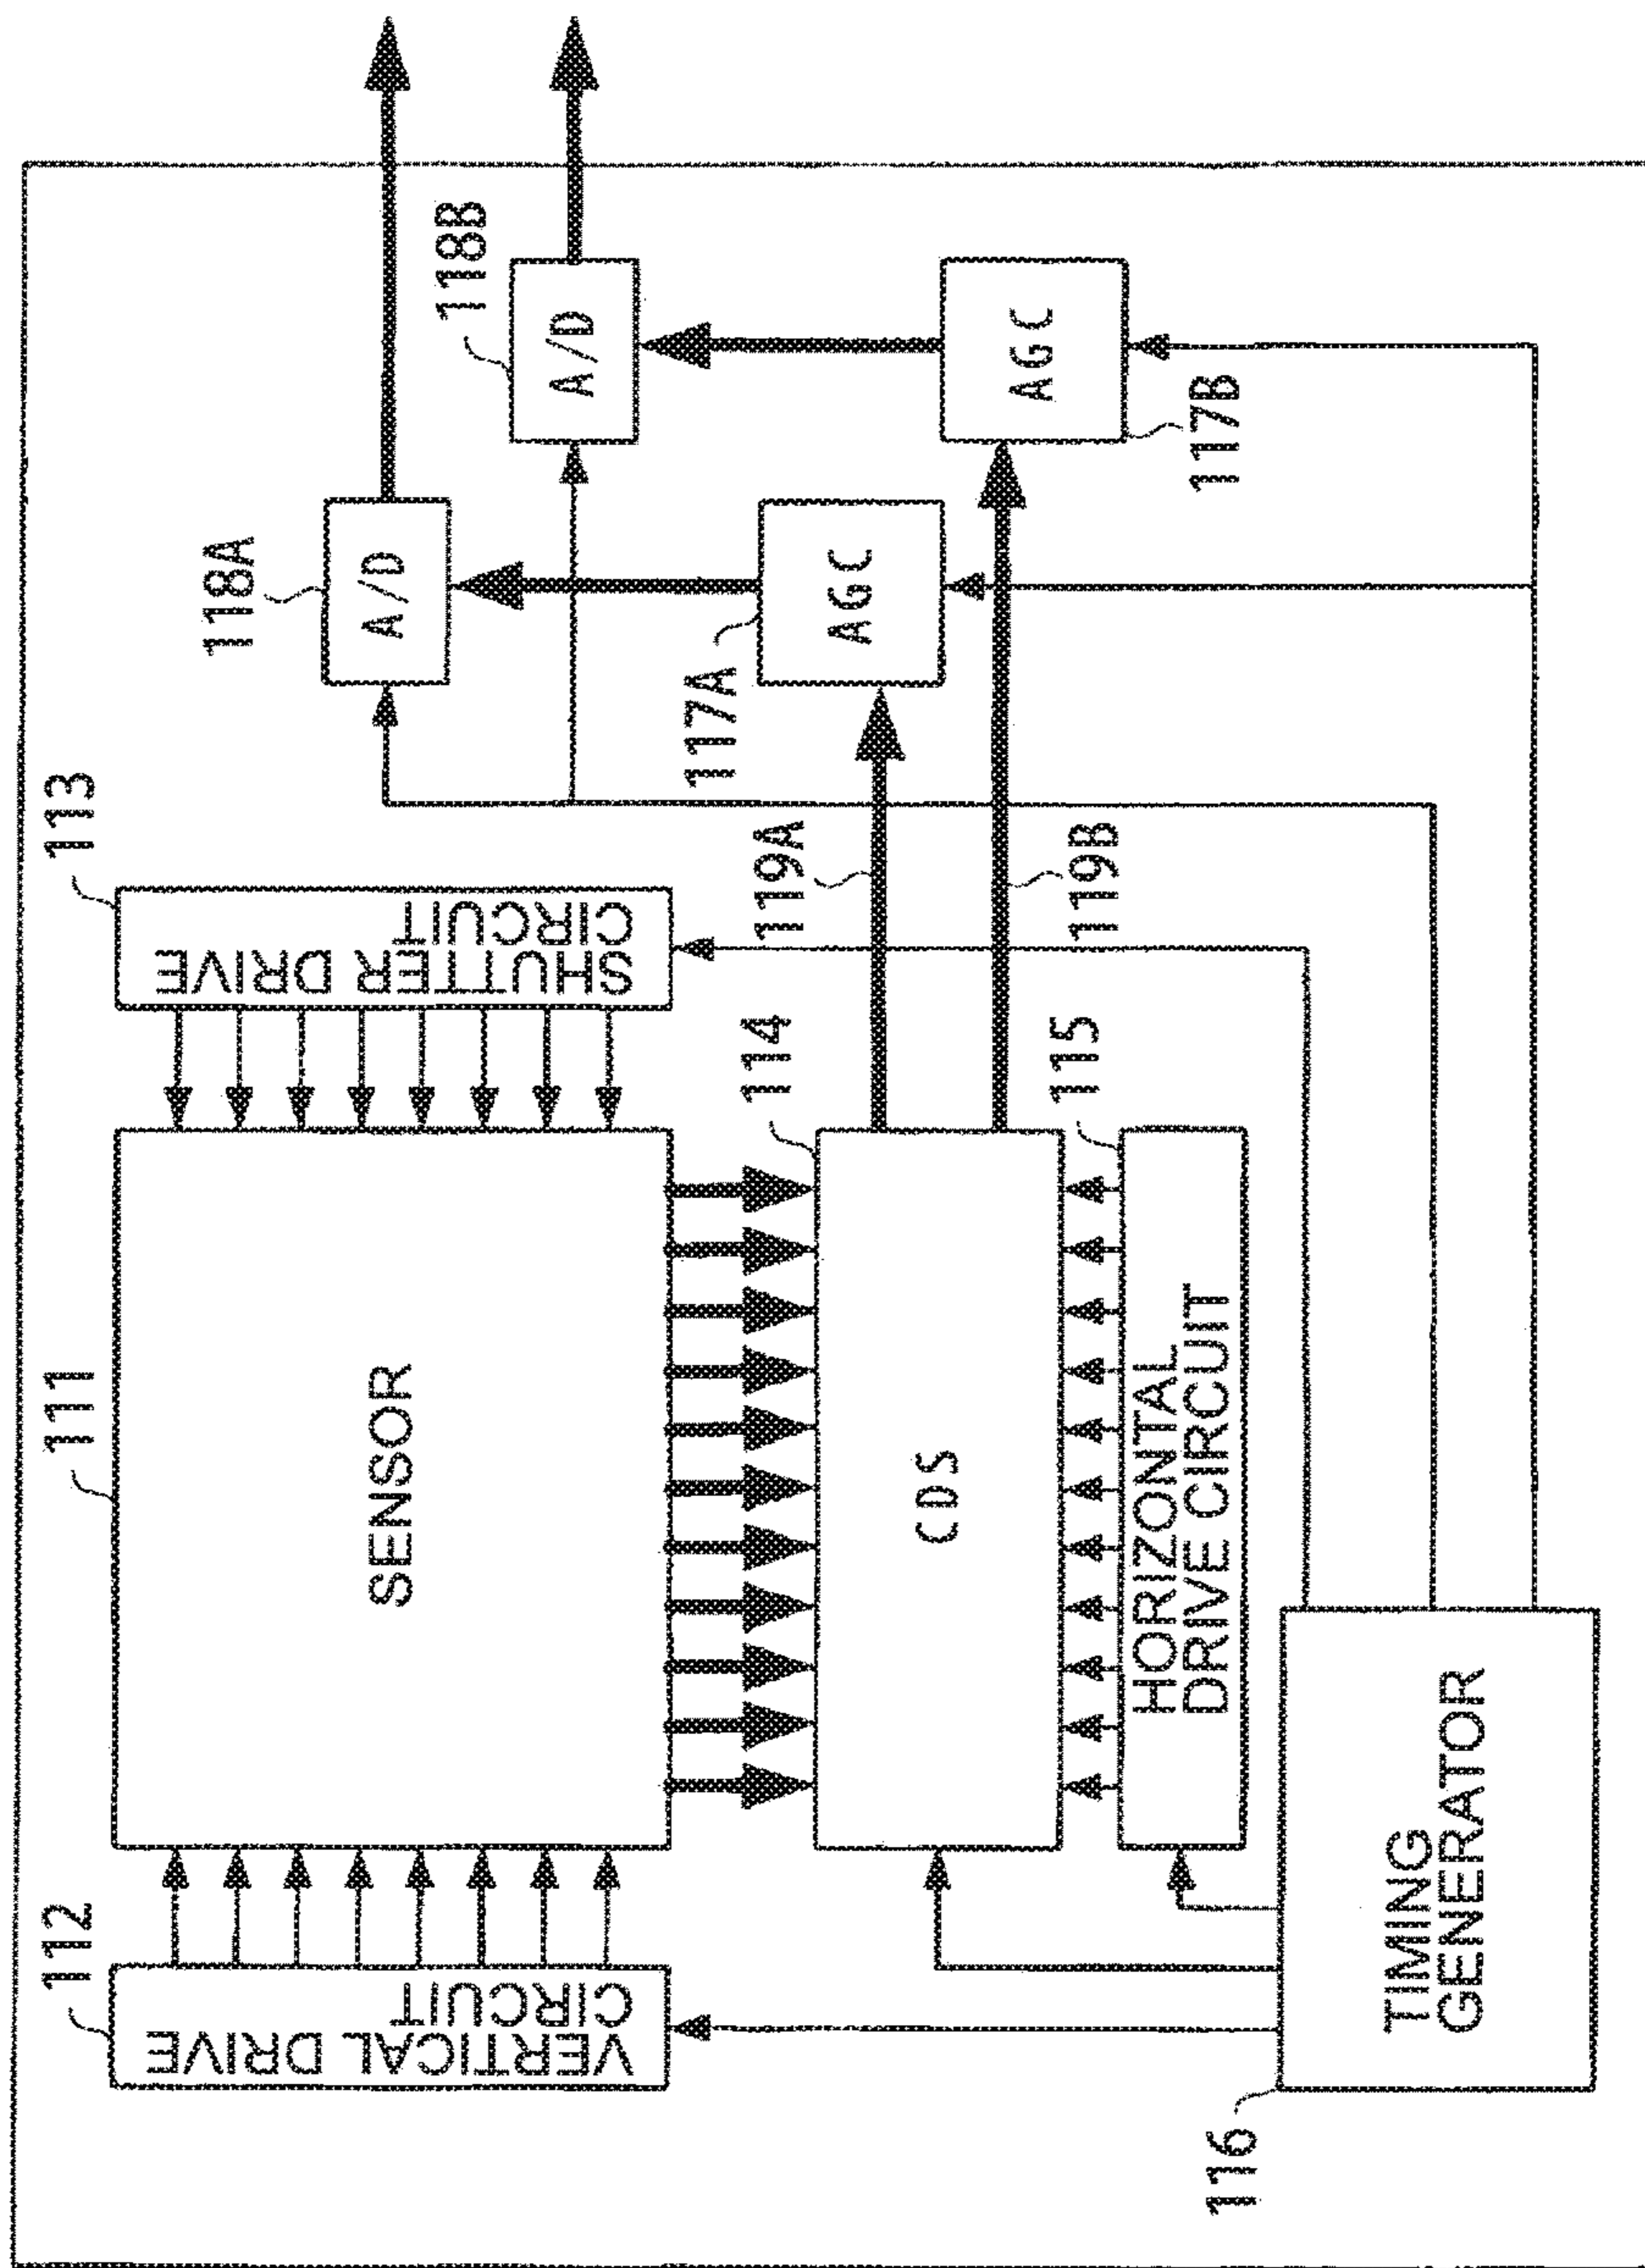 112
111
113
VERTICAL DRIVE
CIRCUIT
SENSOR
SHUTTER DRIVE
CIRCUIT
118A
A/D
118B
A/D
114
CDS
119A
117A
AGC
115
HORIZONTAL
DRIVE CIRCUIT
119B
AGC
117B
116
TIMING
GENERATOR